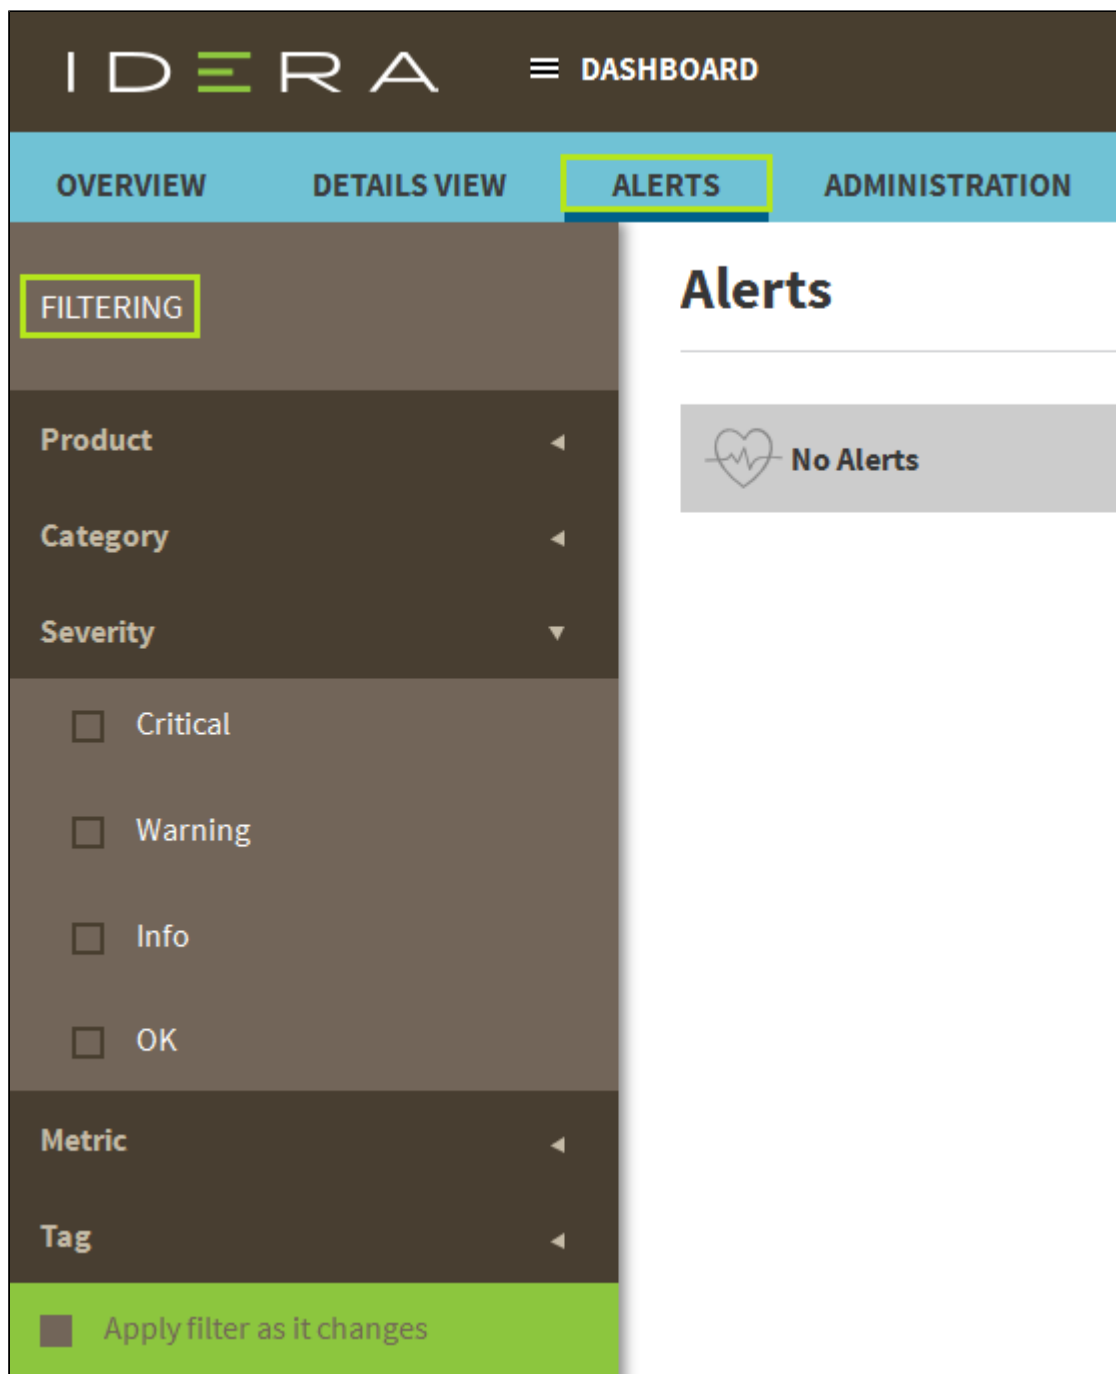 IDERA DASHBOARD
OVERVIEW DETAILS VIEW ALERTS ADMINISTRATION
FILTERING
Product
Category
Severity
Critical
Warning
Info
OK
Metric
Tag
Apply filter as it changes
Alerts
No Alerts